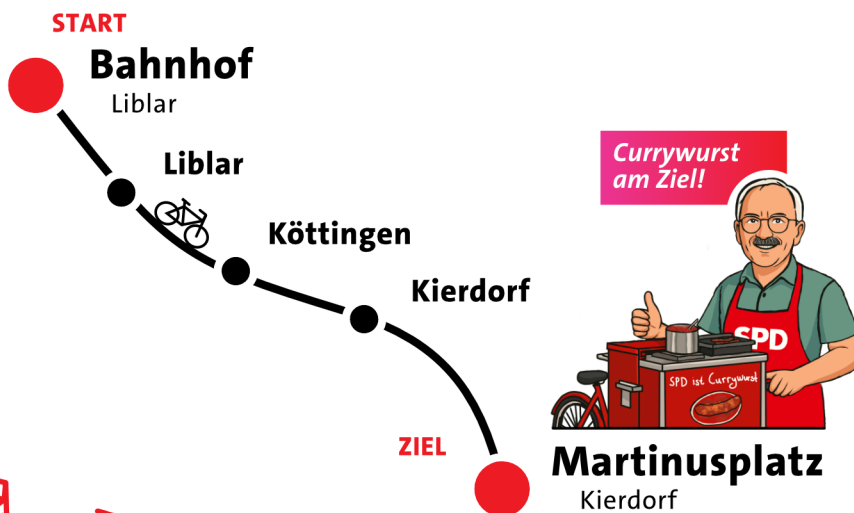 START
Bahnhof
Liblar
Liblar
Köttingen
Kierdorf
Currywurst
am Ziel!
SPD
SPD ist Currywurst
ZIEL
Martinusplatz
Kierdorf